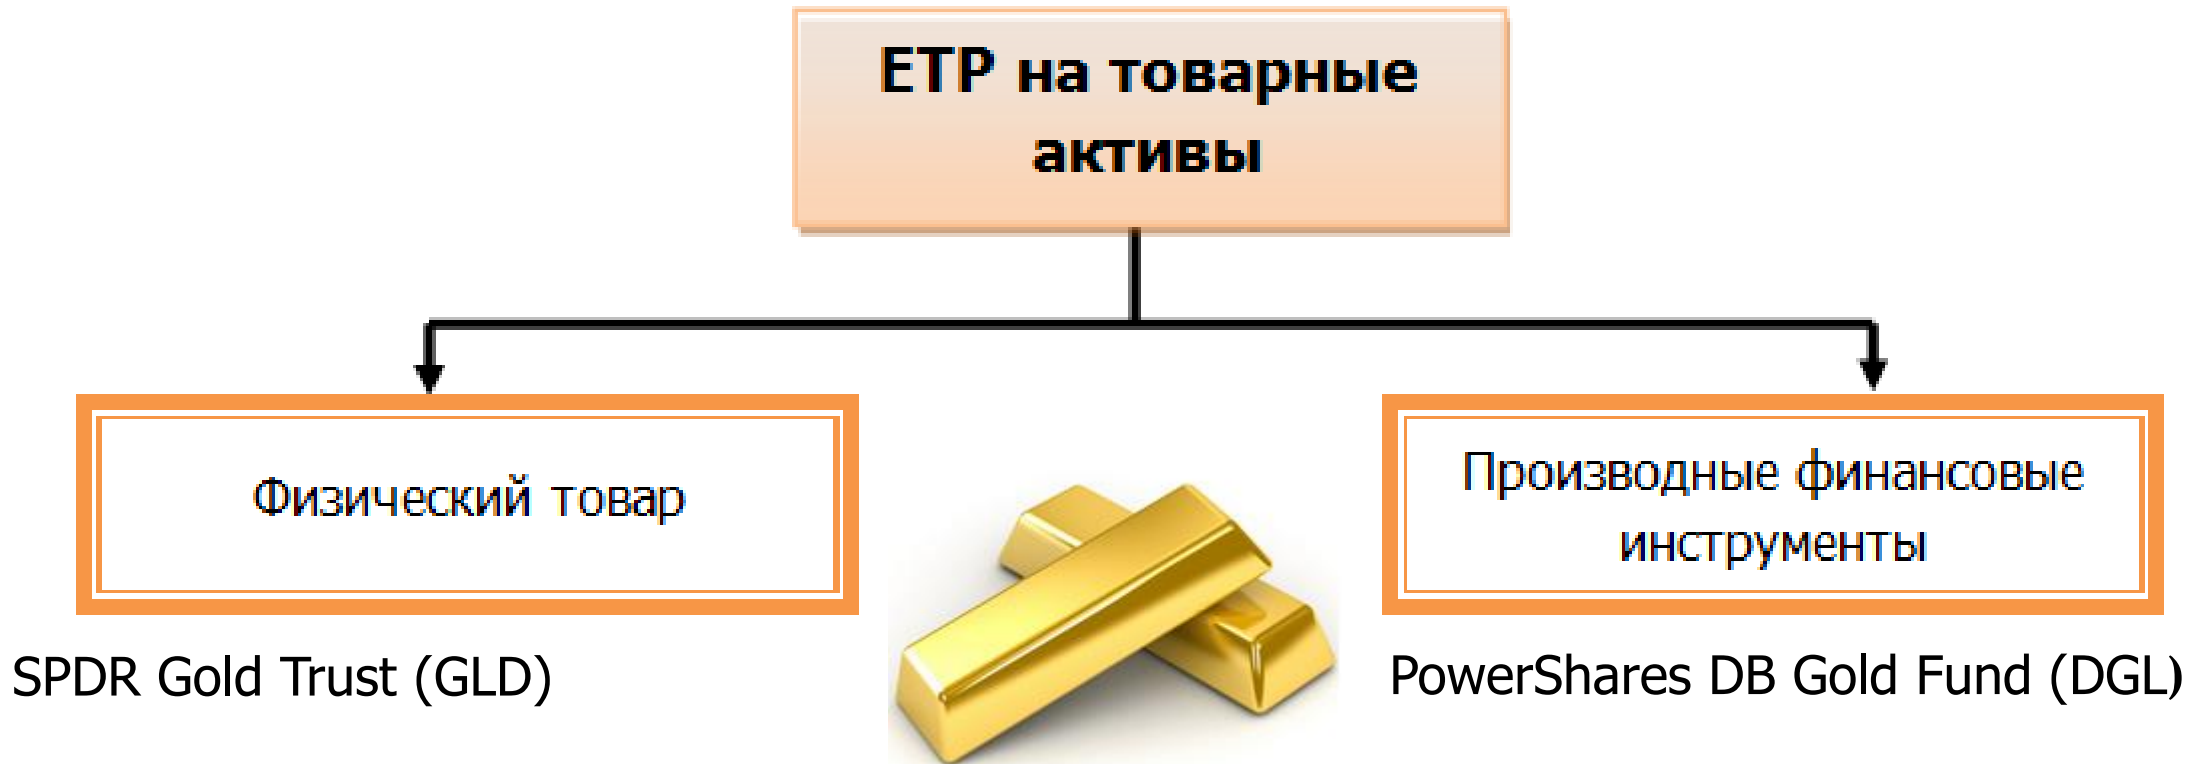 ETP на товарные
активы
Физический товар
Производные финансовые
инструменты
SPDR Gold Trust (GLD)
PowerShares DB Gold Fund (DGL)